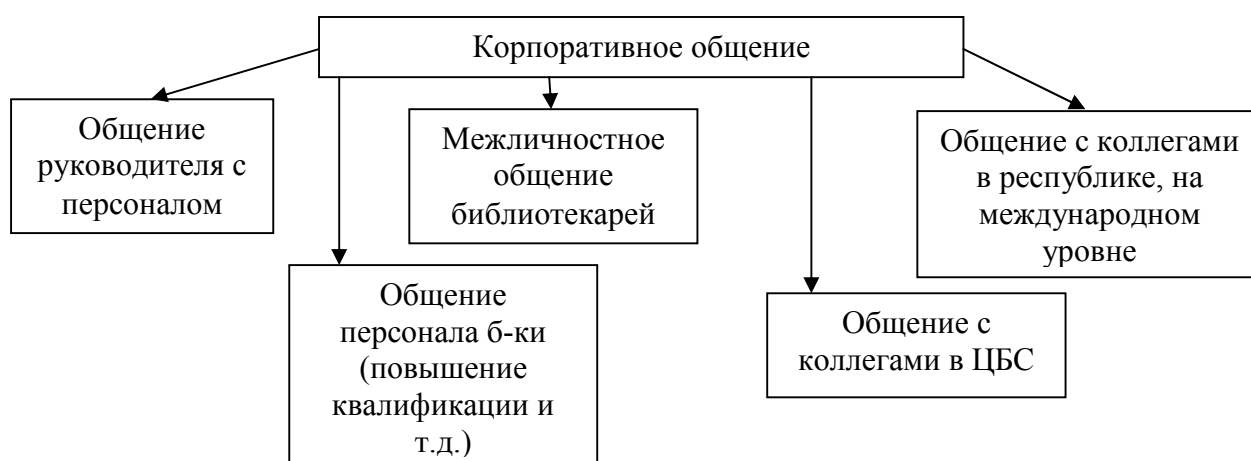 Корпоративное общение
Общение
руководителя с
персоналом
Общение
персонала б-ки
(повышение
квалификации и
т.д.)
Межличностное
общение
библиотекарей
Общение с
коллегами в ЦБС
Общение с коллегами
в республике, на
международном
уровне